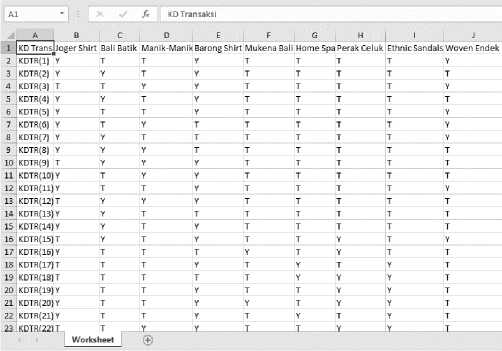 A1 fx KD Transaksi
A B C D E F G H I J
1 KD Trans Joger Shirt Bali Batik Manik-Manik Barong Shirt Mukena Bali Home Spa Perak Celuk Ethnic Sandals Woven Endek
2 KDTR(1) Y T T Y T T T T Y
3 KDTR(2) Y Y T Y T T T T Y
4 KDTR(3) T T Y Y T T T T Y
5 KDTR(4) Y Y T T T T T T Y
6 KDTR(5) Y T T Y T T T T Y
7 KDTR(6) Y T Y T T T T T Y
8 KDTR(7) Y T T T T T T T Y
9 KDTR(8) Y Y Y T T T T T T
10 KDTR(9) T Y Y T T T T T T
11 KDTR(10) Y T Y Y T T T T T
12 KDTR(11) Y T T Y T T T T Y
13 KDTR(12) T Y Y Y T T T T T
14 KDTR(13) Y Y T T T T T T T
15 KDTR(14) Y Y T Y T T T T T
16 KDTR(15) T Y T Y T T Y T Y
17 KDTR(16) Y T T Y Y T Y Y T
18 KDTR(17) T T T Y T T Y Y T
19 KDTR(18) T T T T T Y Y Y T
20 KDTR(19) Y T T Y T T Y Y T
21 KDTR(20) Y T T Y Y T Y Y T
22 KDTR(21) Y T T Y T Y T Y T
23 KDTR(22) T T Y Y T T Y Y T
Worksheet